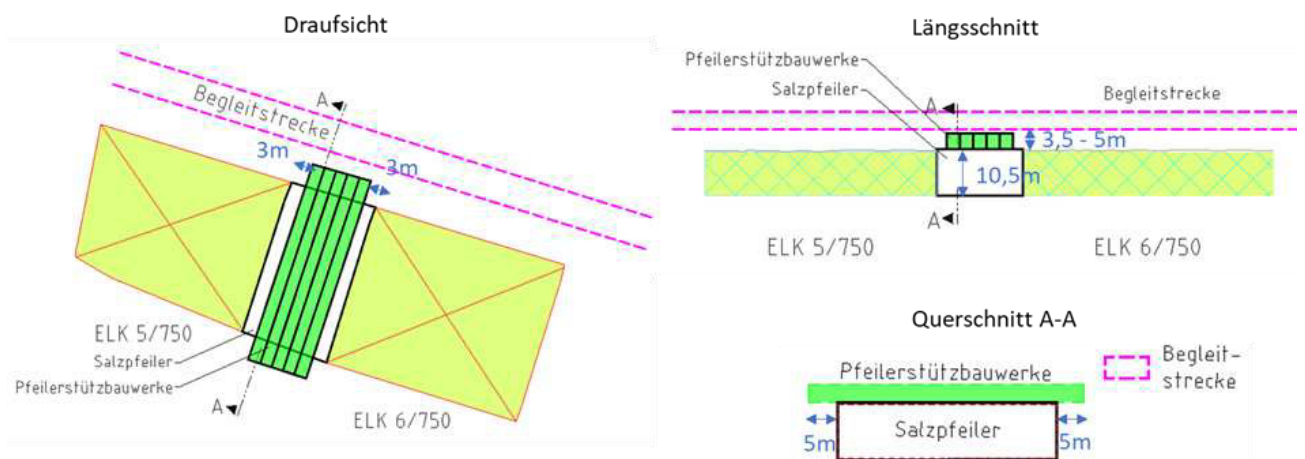 Draufsicht
A
Begleitstrecke
3m
3m
ELK 5/750
Salzpfeiler
Pfeilerstützbauwerke
A
ELK 6/750
Längsschnitt
Pfeilerstützbauwerke
Salzpfeiler
A
Begleitstrecke
3,5 - 5m
10,5m
A
ELK 5/750
ELK 6/750
Querschnitt A-A
Pfeilerstützbauwerke
Salzpfeiler
5m
5m
Begleit-
strecke